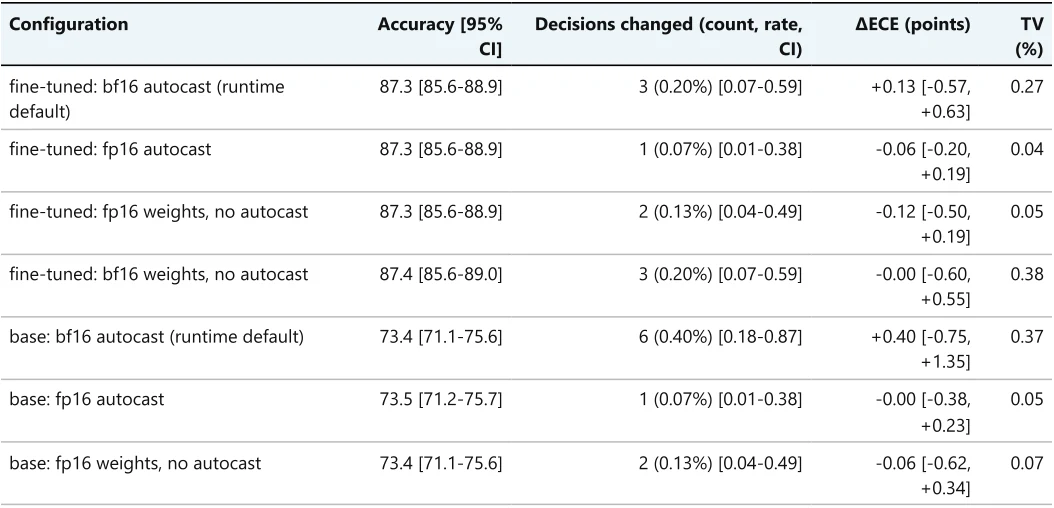 Configuration Accuracy [95% Decisions changed (count, rate, ΔECE (points) TV
CI] CI) (%)
fine-tuned: bf16 autocast (runtime 87.3 [85.6-88.9] 3 (0.20%) [0.07-0.59] +0.13 [-0.57, 0.27
default) +0.63]
fine-tuned: fp16 autocast 87.3 [85.6-88.9] 1 (0.07%) [0.01-0.38] -0.06 [-0.20, 0.04
+0.19]
fine-tuned: fp16 weights, no autocast 87.3 [85.6-88.9] 2 (0.13%) [0.04-0.49] -0.12 [-0.50, 0.05
+0.19]
fine-tuned: bf16 weights, no autocast 87.4 [85.6-89.0] 3 (0.20%) [0.07-0.59] -0.00 [-0.60, 0.38
+0.55]
base: bf16 autocast (runtime default) 73.4 [71.1-75.6] 6 (0.40%) [0.18-0.87] +0.40 [-0.75, 0.37
+1.35]
base: fp16 autocast 73.5 [71.2-75.7] 1 (0.07%) [0.01-0.38] -0.00 [-0.38, 0.05
+0.23]
base: fp16 weights, no autocast 73.4 [71.1-75.6] 2 (0.13%) [0.04-0.49] -0.06 [-0.62, 0.07
+0.34]